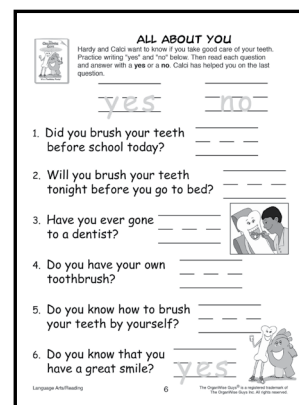 ALL ABOUT YOU
Hardy and Calci want to know if you take good care of your teeth.
Practice writing "yes" and "no" below. Then read each question
and answer with a yes or a no. Calci has helped you on the last
question.
yes no
1. Did you brush your teeth
before school today?
2. Will you brush your teeth
tonight before you go to bed?
3. Have you ever gone
to a dentist?
4. Do you have your own
toothbrush?
5. Do you know how to brush
your teeth by yourself?
6. Do you know that you
have a great smile? yes
Language Arts/Reading
6
The OrganWise Guys® is a registered trademark of
The OrganWise Guys Inc. All rights reserved.